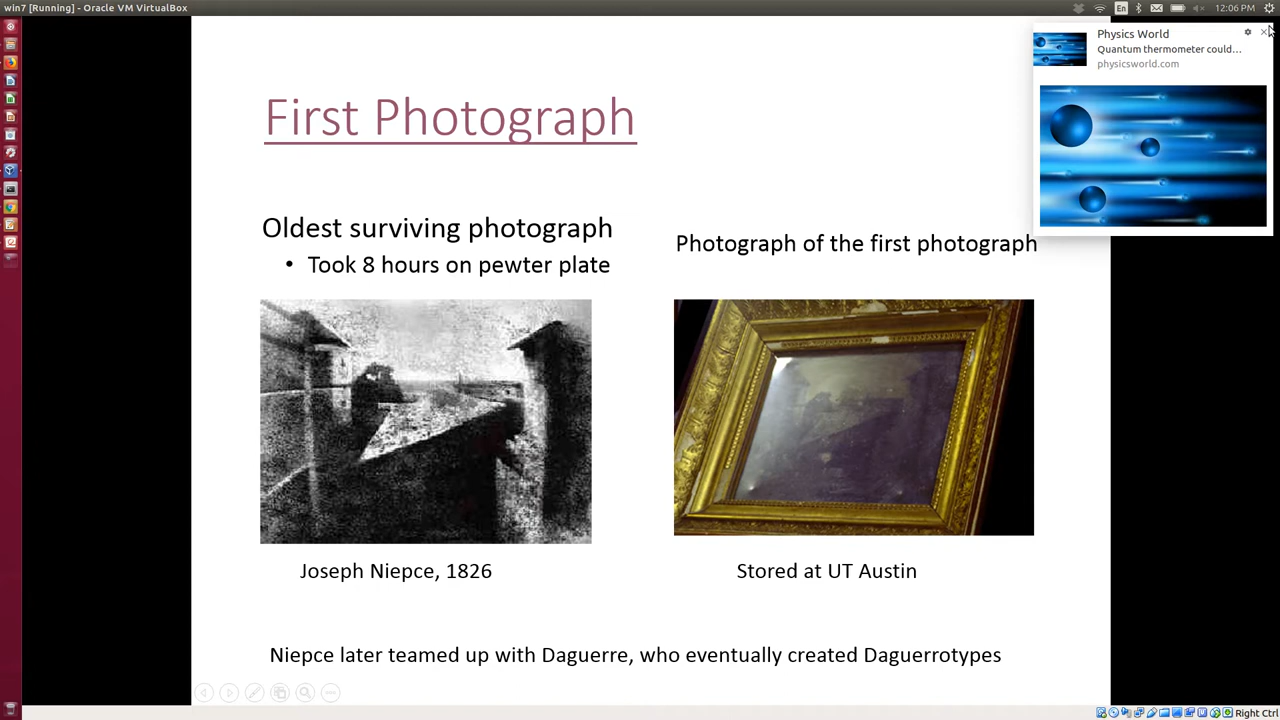 win7 [Running] - Oracle VM VirtualBox
En
12:06 PM
Physics World
Quantum thermometer could...
physicsworld.com
First Photograph
Oldest surviving photograph
• Took 8 hours on pewter plate
Photograph of the first photograph
Joseph Niepce, 1826
Stored at UT Austin
Niepce later teamed up with Daguerre, who eventually created Daguerrotypes
Right Ctrl